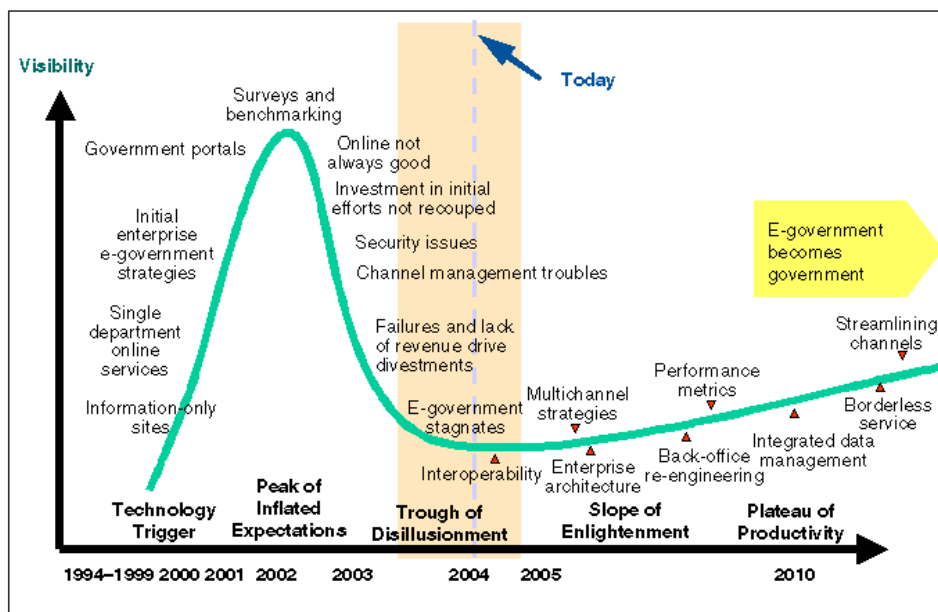 Visibility
Today
Surveys and
benchmarking
Government portals
Online not
always good
Investment in initial
efforts not recouped
Initial
enterprise
e-government
strategies
Security issues
Channel management troubles
E-government
becomes
government
Single
department
online
services
Failures and lack
of revenue drive
divestments
Information-only
sites
E-government
stagnates
Interoperability
Multichannel
strategies
Enterprise
architecture
Performance
metrics
Back-office
re-engineering
Integrated data
management
Streamlining
channels
Borderless
service
Technology
Trigger
Peak of
Inflated
Expectations
Trough of
Disillusionment
Slope of
Enlightenment
Plateau of
Productivity
1994–1999 2000 2001 2002 2003 2004 2005 2010